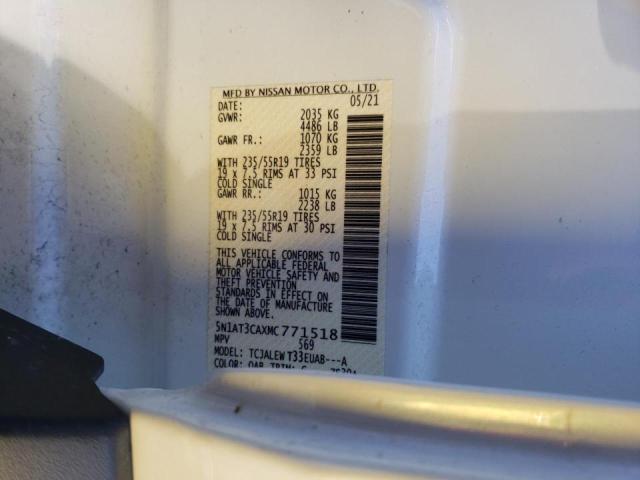 MFD BY NISSAN MOTOR CO., LTD.
DATE: 05/21
GVWR: 2035 KG
4486 LB
GAWR FR.: 1070 KG
2359 LB
WITH 235/55R19 TIRES
19 x 7.5 RIMS AT 33 PSI
COLD SINGLE
GAWR RR.: 1015 KG
2238 LB
WITH 235/55R19 TIRES
19 x 7.5 RIMS AT 30 PSI
COLD SINGLE
THIS VEHICLE CONFORMS TO
ALL APPLICABLE FEDERAL
MOTOR VEHICLE SAFETY AND
THEFT PREVENTION
STANDARDS IN EFFECT ON
THE DATE OF MANUFACTURE
SHOWN ABOVE.
5N1AT3CAXMC771518
MPV 569
MODEL: TCJALEWT33EUAB---A
COLOR: QAB TRIM: G